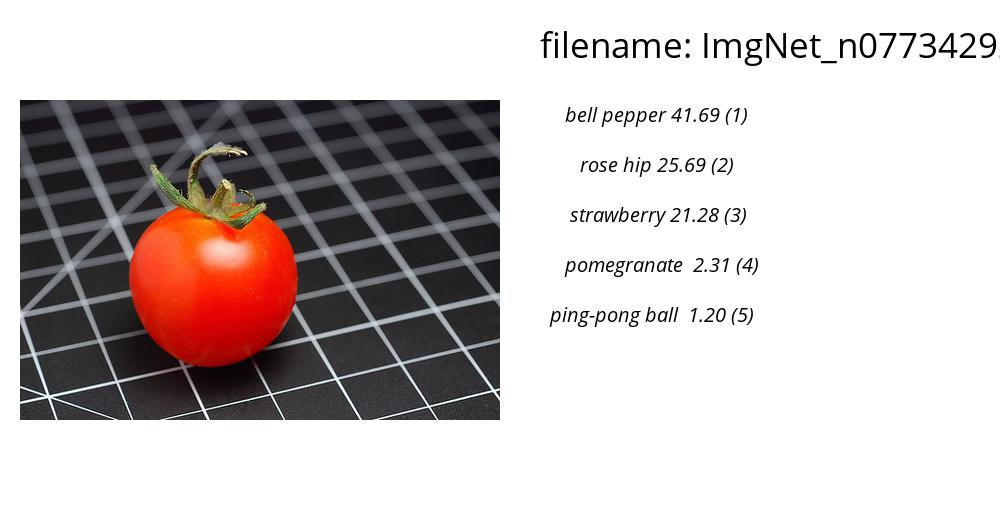 filename: ImgNet_n0773429
bell pepper 41.69 (1)
rose hip 25.69 (2)
strawberry 21.28 (3)
pomegranate 2.31 (4)
ping-pong ball 1.20 (5)